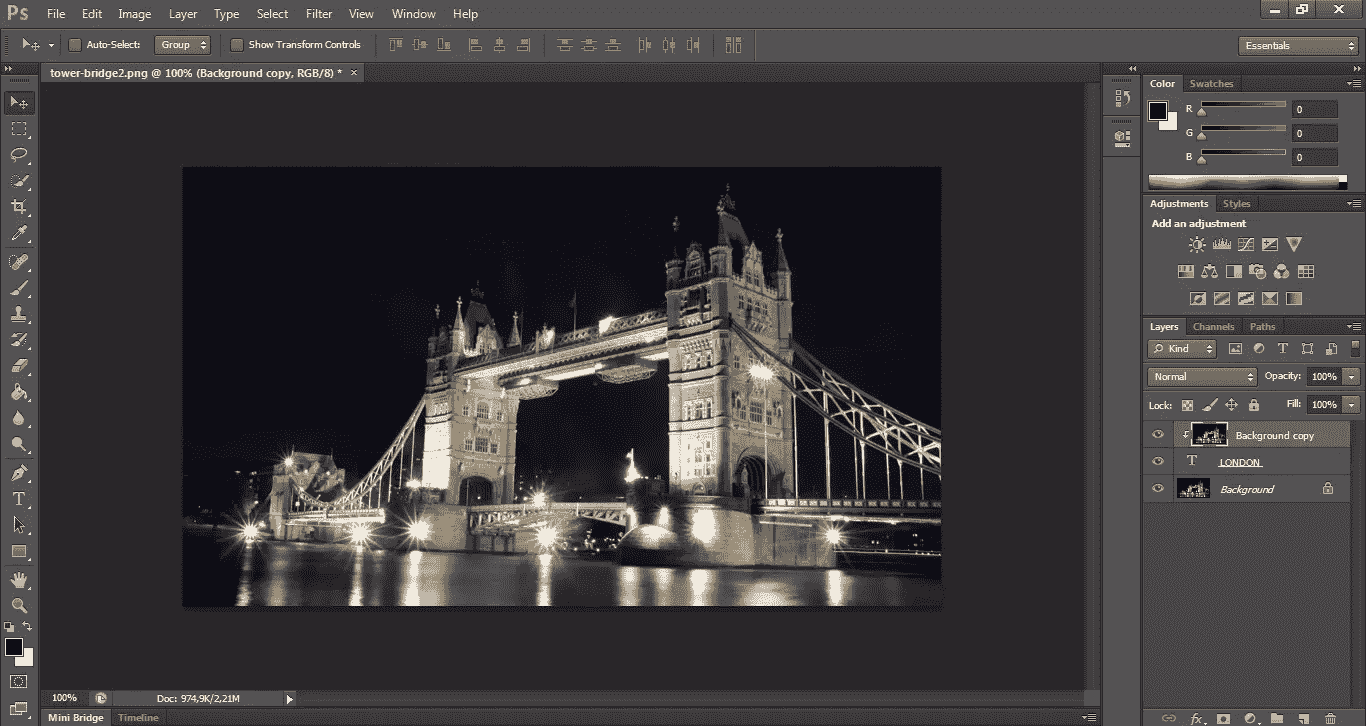 Ps File Edit Image Layer Type Select Filter View Window Help
Auto-Select: Group Show Transform Controls Essentials
tower-bridge2.png @ 100% (Background copy, RGB/8) * ×
Color Swatches
R 0
G 0
B 0
Adjustments Styles
Add an adjustment
Layers Channels Paths
Kind
Normal Opacity: 100%
Lock: Fill: 100%
Background copy
T LONDON
Background
100% Doc: 974,9K/2,21M
Mini Bridge Timeline
fx